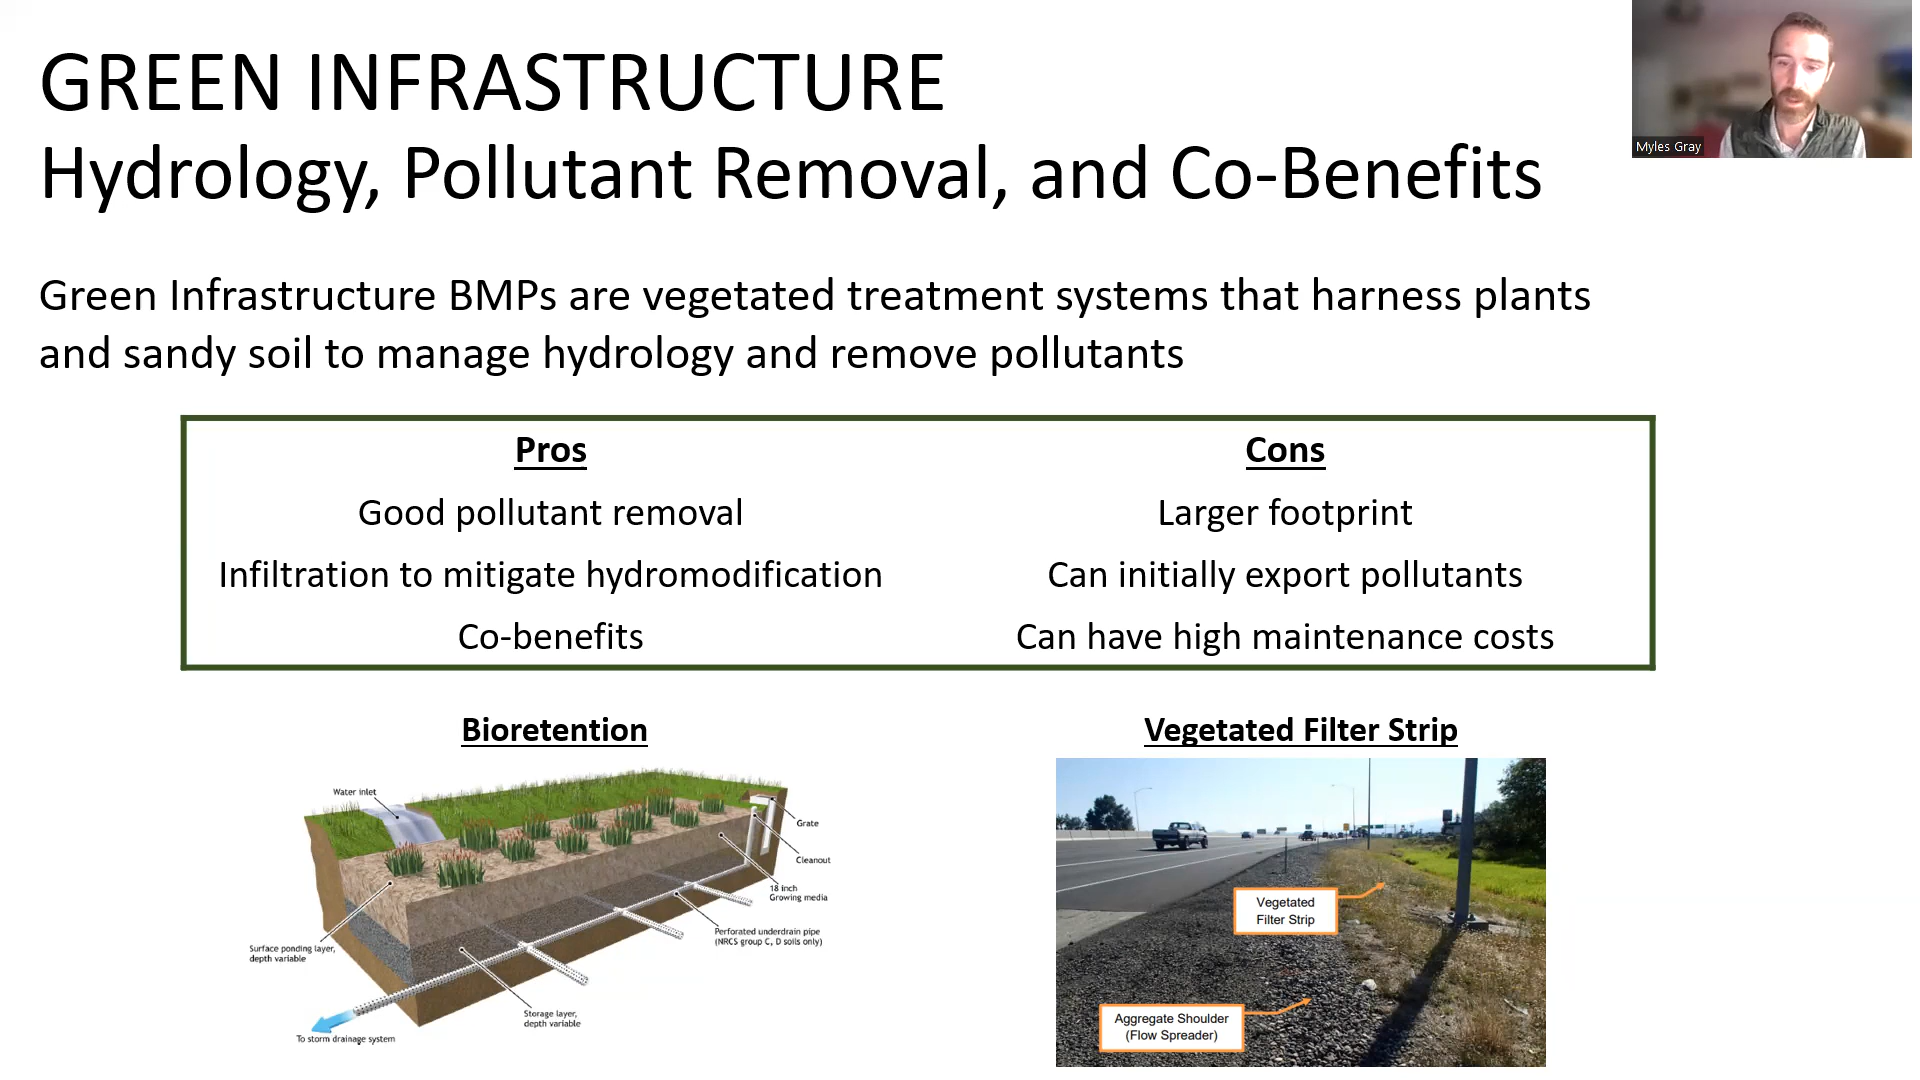 GREEN INFRASTRUCTURE
Hydrology, Pollutant Removal, and Co-Benefits
Myles Gray
Green Infrastructure BMPs are vegetated treatment systems that harness plants
and sandy soil to manage hydrology and remove pollutants
Pros
Good pollutant removal
Infiltration to mitigate hydromodification
Co-benefits
Cons
Larger footprint
Can initially export pollutants
Can have high maintenance costs
Bioretention
Water inlet
Grate
Cleanout
18 inch
Growing media
Perforated underdrain pipe
(NRCS group C, D soils only)
Surface ponding layer,
depth variable
Storage layer,
depth variable
To storm drainage system
Vegetated Filter Strip
Vegetated
Filter Strip
Aggregate Shoulder
(Flow Spreader)